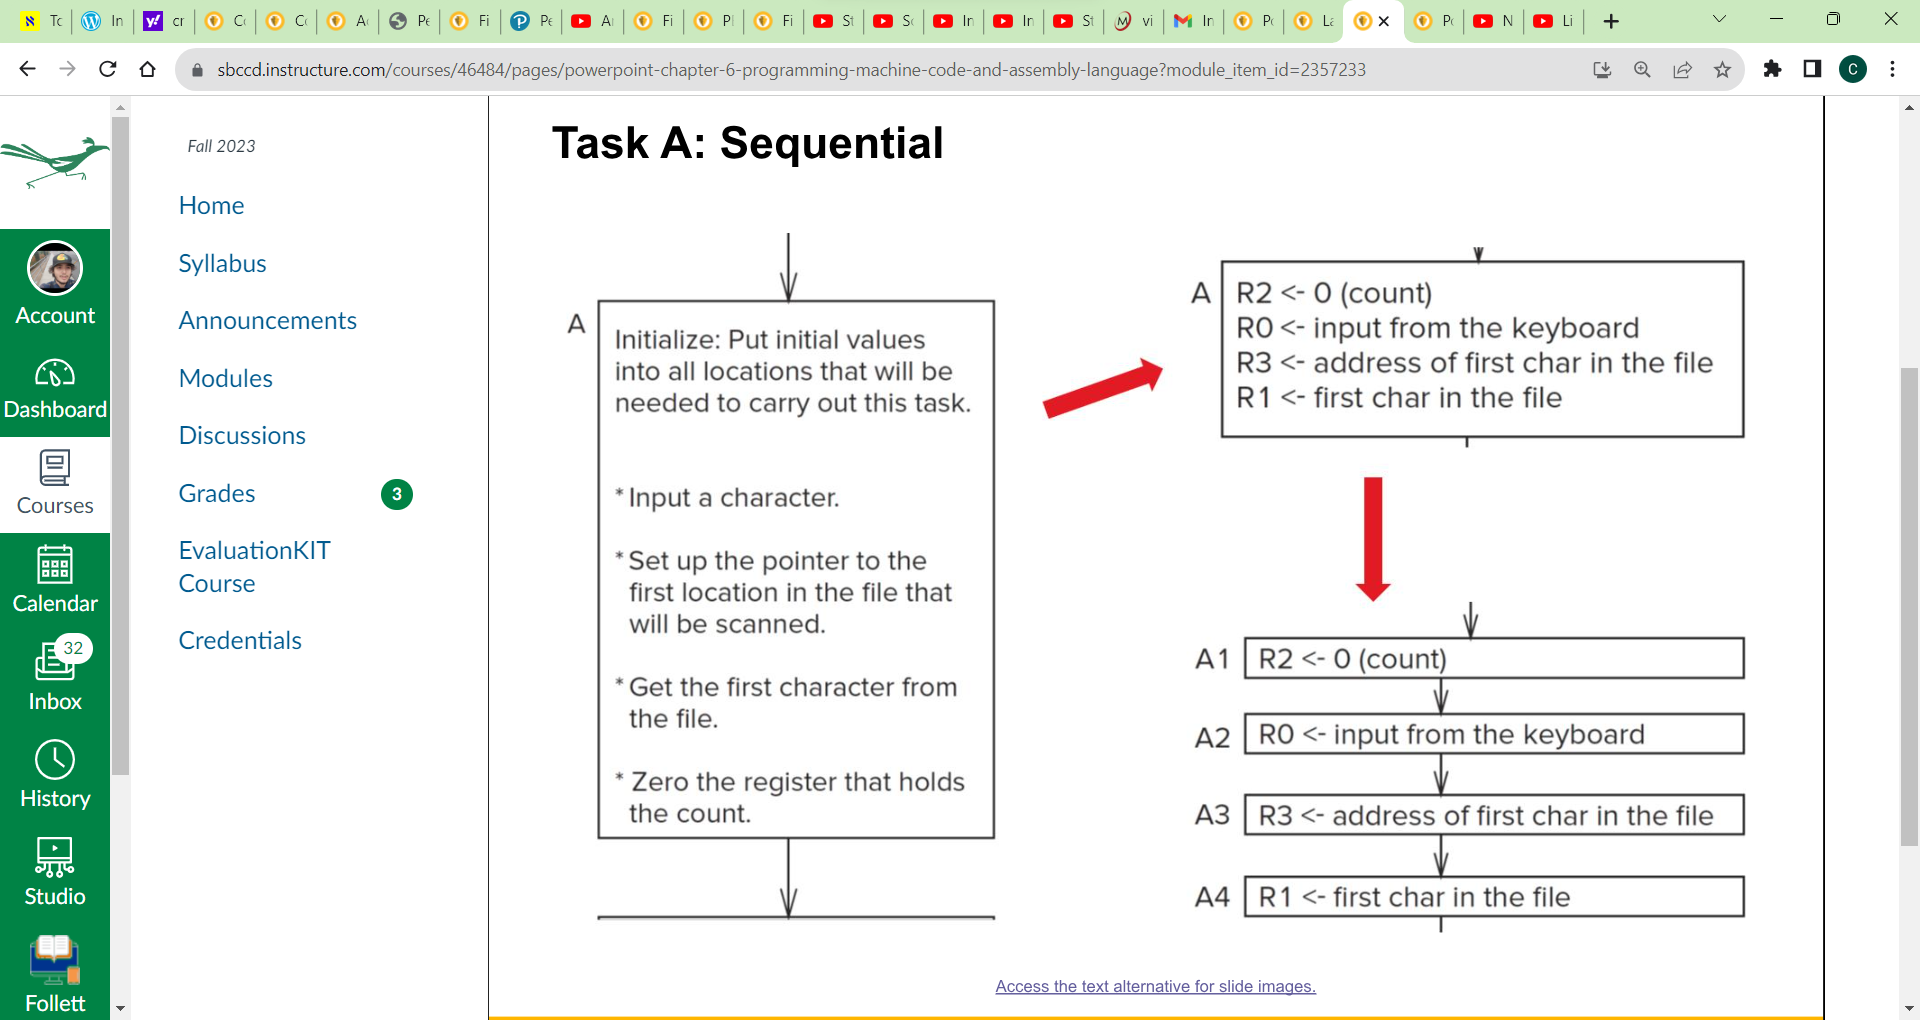 sbccd.instructure.com/courses/46484/pages/powerpoint-chapter-6-programming-machine-code-and-assembly-language?module_item_id=2357233
C
Account
Dashboard
Courses
Calendar
32
Inbox
History
Studio
Follett
Fall 2023
Home
Syllabus
Announcements
Modules
Discussions
Grades
3
EvaluationKIT
Course
Credentials
Task A: Sequential
A
Initialize: Put initial values
into all locations that will be
needed to carry out this task.
* Input a character.
* Set up the pointer to the
first location in the file that
will be scanned.
* Get the first character from
the file.
* Zero the register that holds
the count.
A
R2 <- 0 (count)
R0 <- input from the keyboard
R3 <- address of first char in the file
R1 <- first char in the file
A1 R2 <- 0 (count)
A2 R0 <- input from the keyboard
A3 R3 <- address of first char in the file
A4 R1 <- first char in the file
Access the text alternative for slide images.